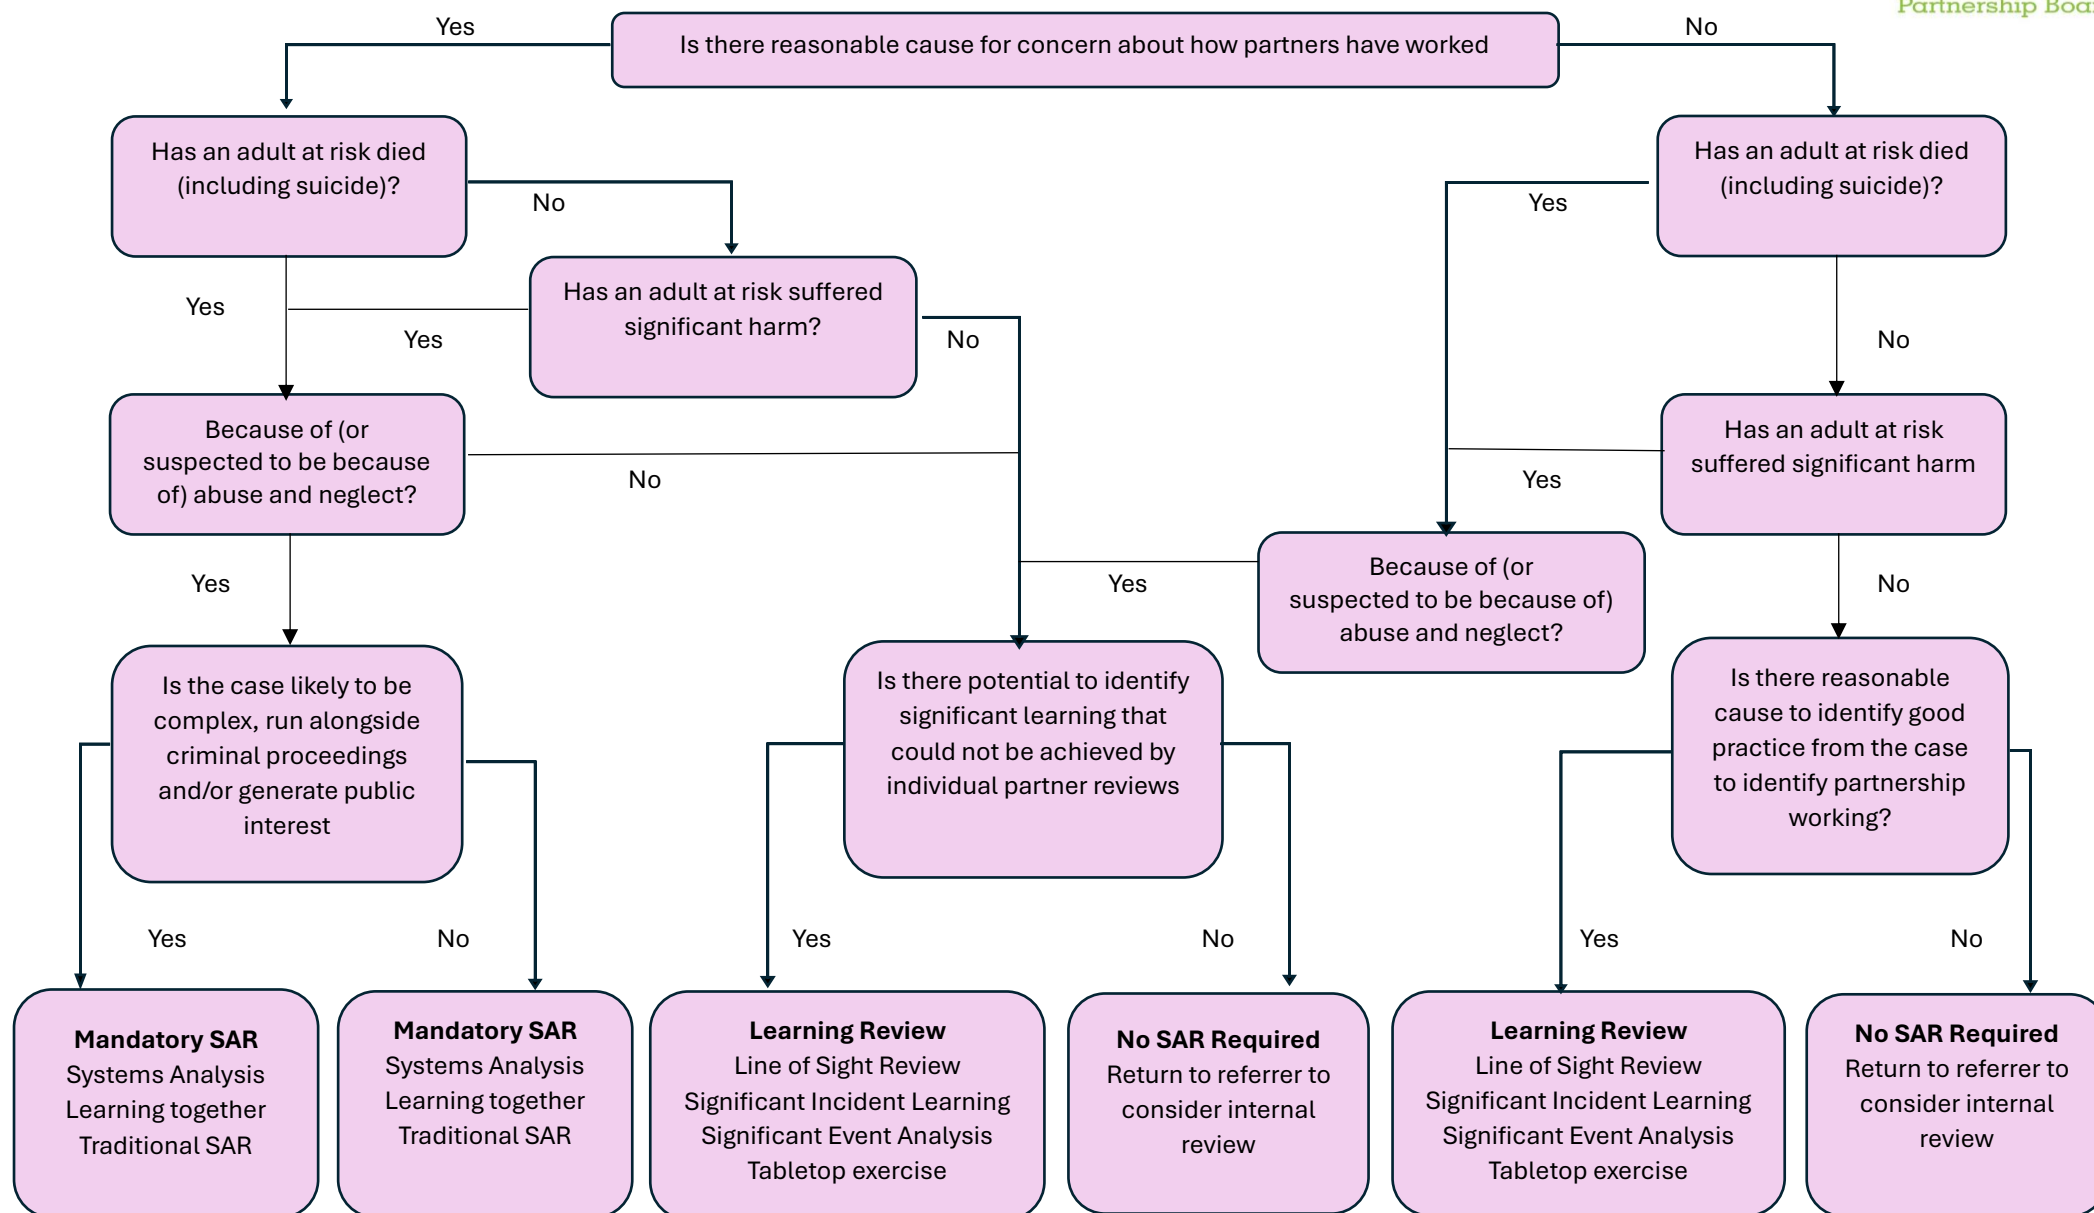 Partnership Boar
Yes
Is there reasonable cause for concern about how partners have worked
No
Has an adult at risk died
(including suicide)?
Has an adult at risk died
(including suicide)?
No
Yes
Has an adult at risk suffered
significant harm?
Yes
Yes
No
No
Because of (or
suspected to be because
of) abuse and neglect?
Has an adult at risk
suffered significant harm
No
Yes
Yes
Because of (or
suspected to be because of)
abuse and neglect?
Yes
No
Is the case likely to be
complex, run alongside
criminal proceedings
and/or generate public
interest
Is there potential to identify
significant learning that
could not be achieved by
individual partner reviews
Is there reasonable
cause to identify good
practice from the case
to identify partnership
working?
Yes
No
Yes
No
Yes
No
Mandatory SAR
Systems Analysis
Learning together
Traditional SAR
Mandatory SAR
Systems Analysis
Learning together
Traditional SAR
Learning Review
Line of Sight Review
Significant Incident Learning
Significant Event Analysis
Tabletop exercise
No SAR Required
Return to referrer to
consider internal
review
Learning Review
Line of Sight Review
Significant Incident Learning
Significant Event Analysis
Tabletop exercise
No SAR Required
Return to referrer to
consider internal
review